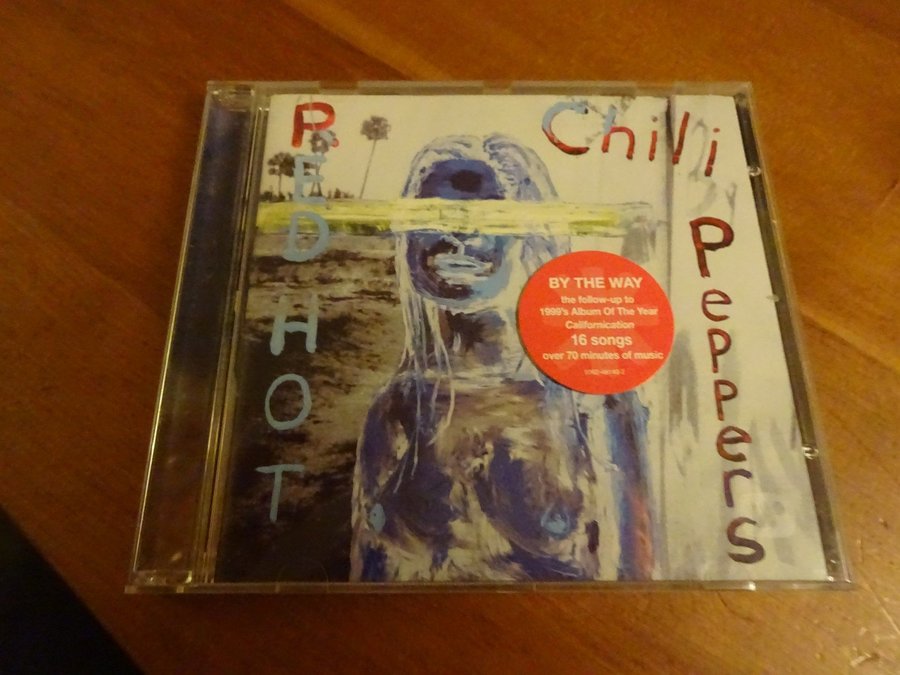 RED HOT
Chili
Peppers
BY THE WAY
the follow-up to
1999's Album Of The Year
Californication
16 songs
over 70 minutes of music